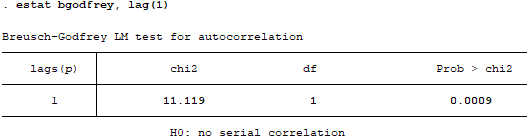 . estat bgodfrey, lag(1)
Breusch-Godfrey LM test for autocorrelation
lags(p) chi2 df Prob > chi2
1 11.119 1 0.0009
H0: no serial correlation